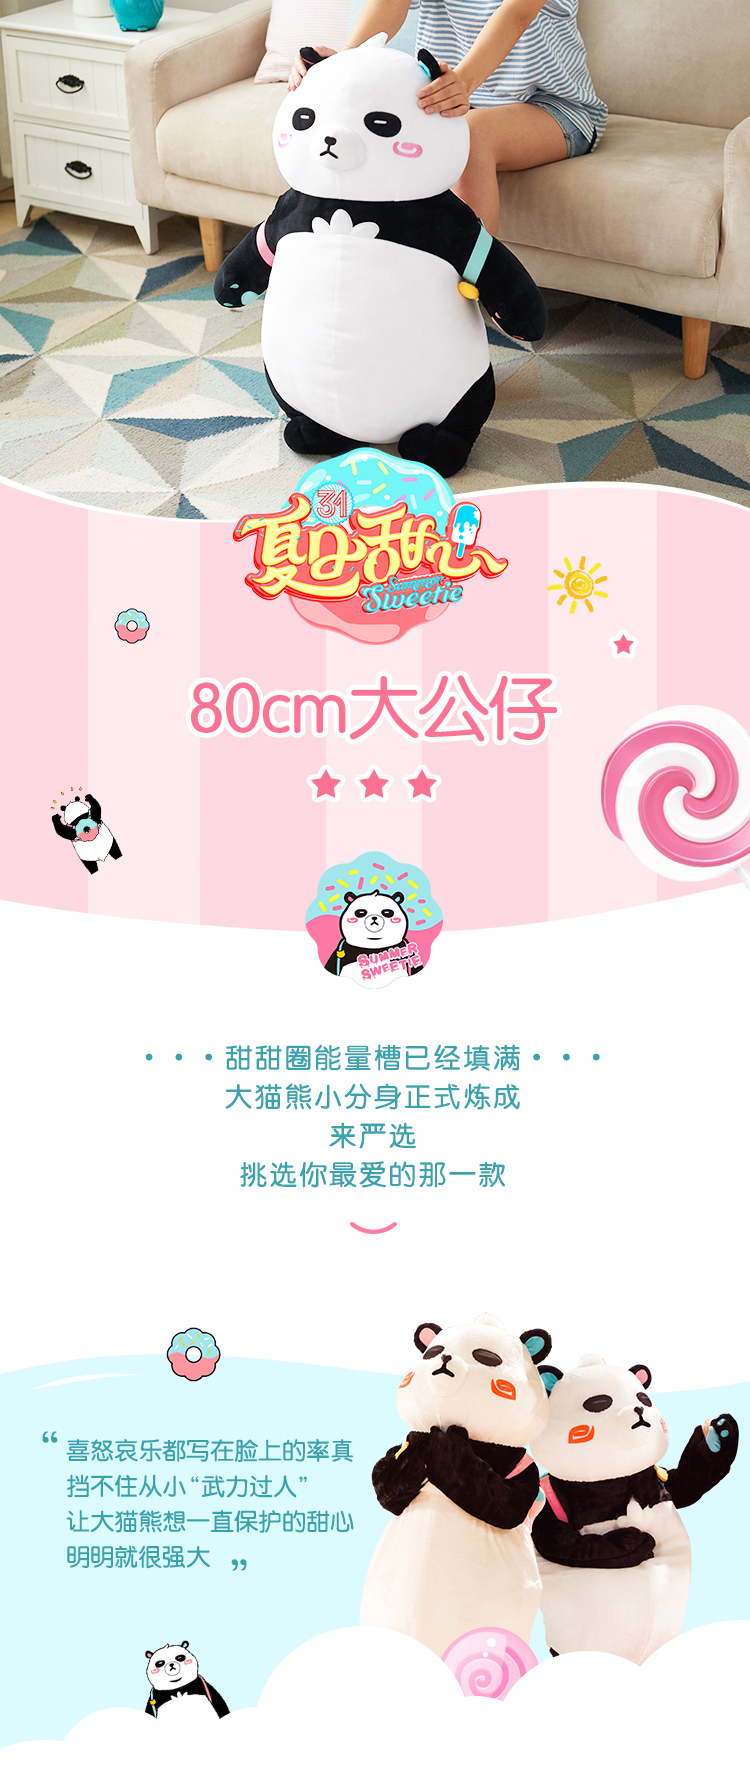 31
夏日甜心
Summer
Sweetie
80cm大公仔
SUMMER
SWEETIE
···甜甜圈能量槽已经填满···
大猫熊小分身正式炼成
来严选
挑选你最爱的那一款
“喜怒哀乐都写在脸上的率真
挡不住从小“武力过人”
让大猫熊想一直保护的甜心
明明就很强大”